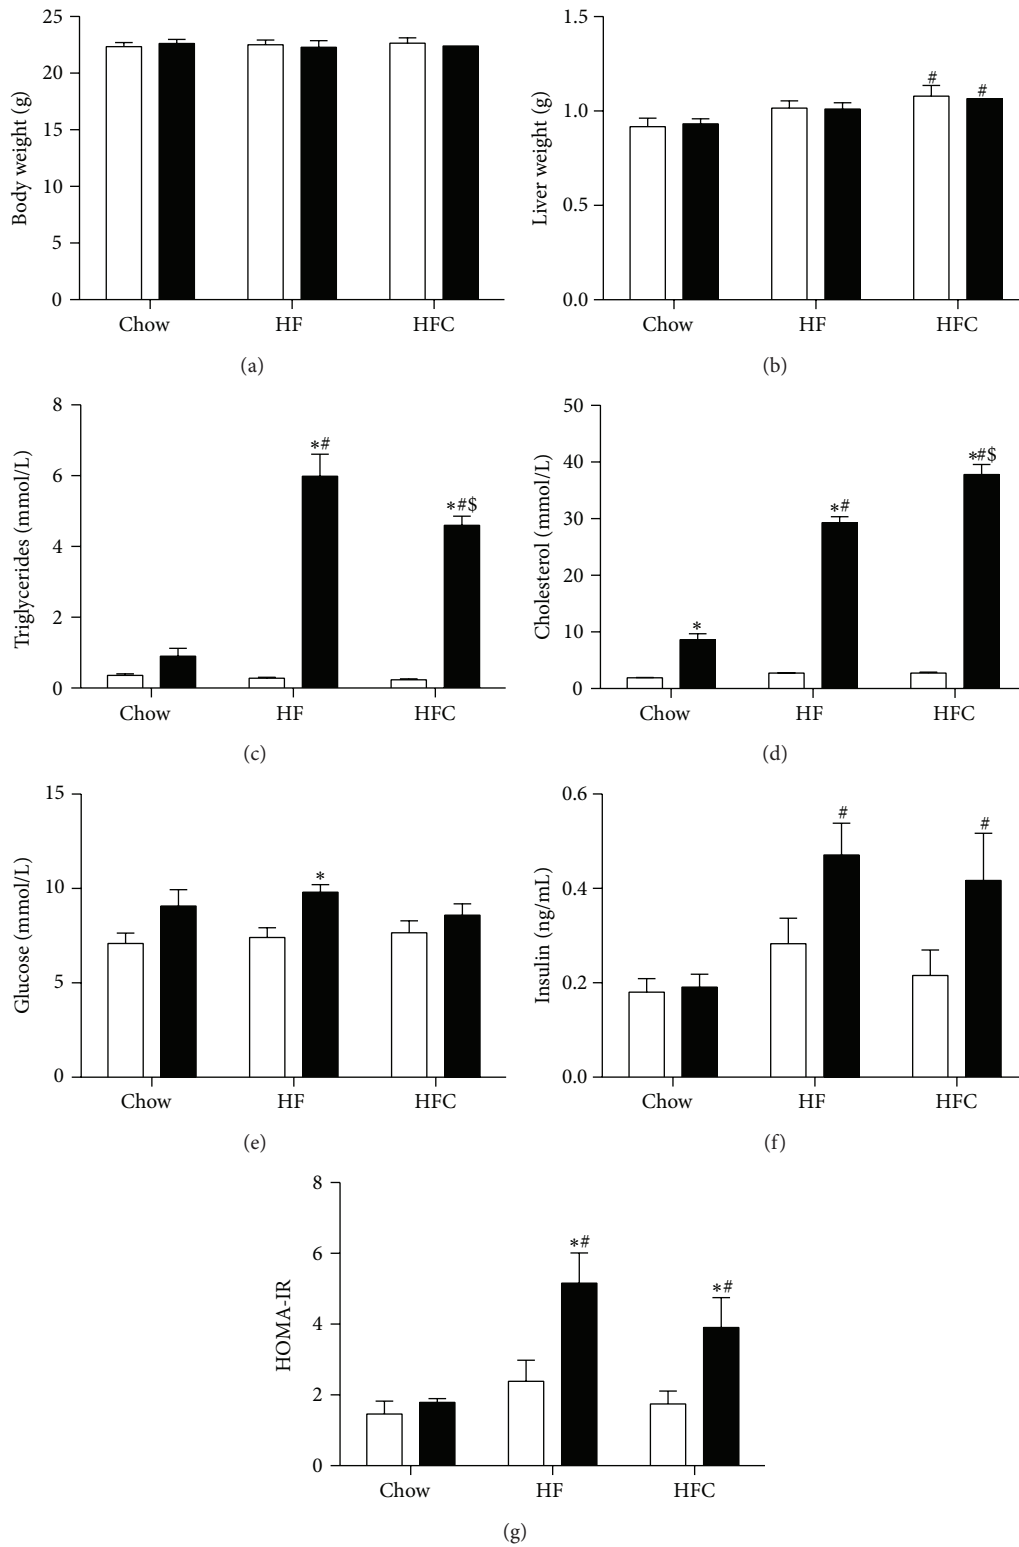 Body weight (g)
25
20
15
10
5
0
Chow HF HFC
(a)
Liver weight (g)
1.5
1.0
0.5
0.0
# #
Chow HF HFC
(b)
Triglycerides (mmol/L)
8
6
4
2
0
*#
*#$
Chow HF HFC
(c)
Cholesterol (mmol/L)
50
40
30
20
10
0
*
*#
*#$
Chow HF HFC
(d)
Glucose (mmol/L)
15
10
5
0
*
Chow HF HFC
(e)
Insulin (ng/mL)
0.6
0.4
0.2
0.0
# #
Chow HF HFC
(f)
HOMA-IR
8
6
4
2
0
*#
*#
Chow HF HFC
(g)